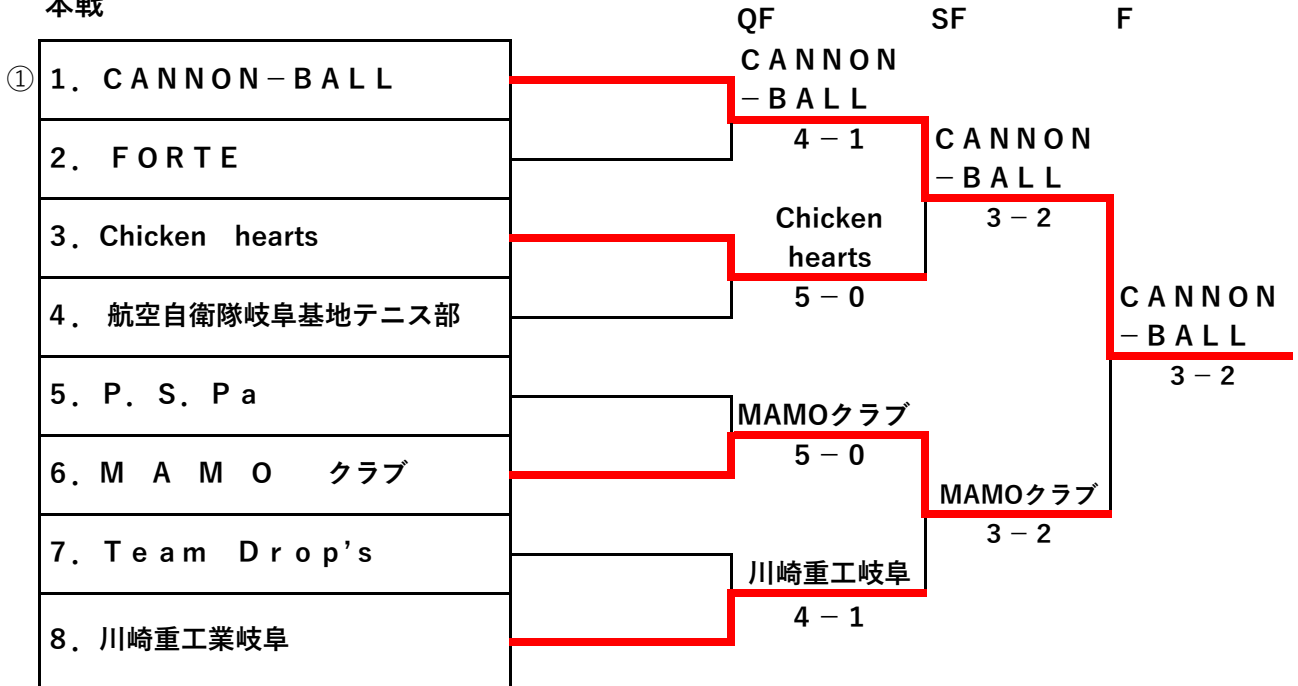 本戦
QF SF F
① 1．ＣＡＮＮＯＮ－ＢＡＬＬ
2．ＦＯＲＴＥ
3．Chicken　hearts
4．航空自衛隊岐阜基地テニス部
5．Ｐ．Ｓ．Ｐａ
6．Ｍ　Ａ　Ｍ　Ｏ　クラブ
7．Ｔｅａｍ　Ｄｒｏｐ’ｓ
8．川崎重工業岐阜
ＣＡＮＮＯＮ
－ＢＡＬＬ
4－1
Chicken
hearts
5－0
MAMOクラブ
5－0
川崎重工岐阜
4－1
ＣＡＮＮＯＮ
－ＢＡＬＬ
3－2
MAMOクラブ
3－2
ＣＡＮＮＯＮ
－ＢＡＬＬ
3－2